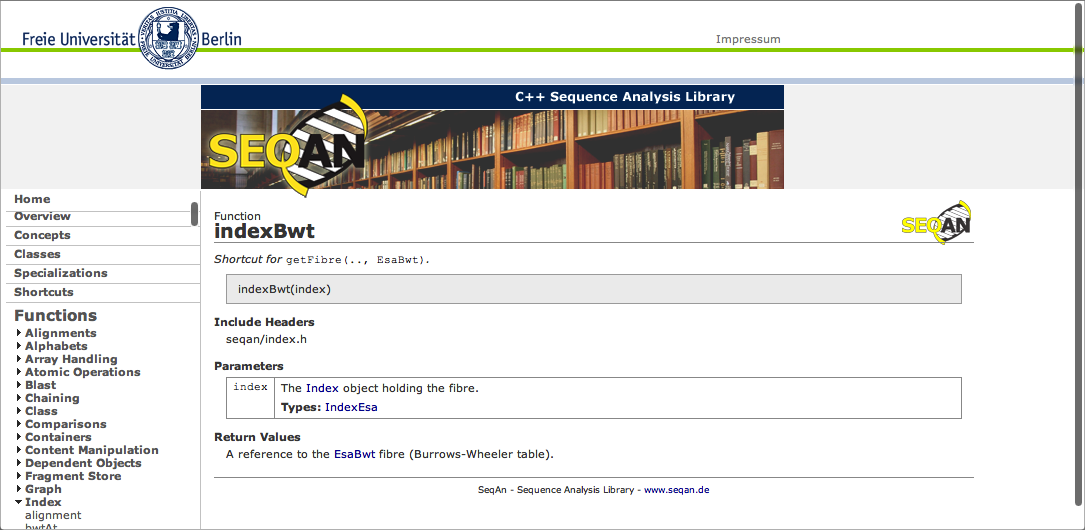 Freie Universität Berlin
Impressum
C++ Sequence Analysis Library
SEQAN
Home
Overview
Concepts
Classes
Specializations
Shortcuts
Functions
Alignments
Alphabets
Array Handling
Atomic Operations
Blast
Chaining
Class
Comparisons
Containers
Content Manipulation
Dependent Objects
Fragment Store
Graph
Index
alignment
bwtAt
Function
indexBwt
SEQAN
Shortcut for getFibre(.., EsaBwt).
indexBwt(index)
Include Headers
seqan/index.h
Parameters
index
The Index object holding the fibre.
Types: IndexEsa
Return Values
A reference to the EsaBwt fibre (Burrows-Wheeler table).
SeqAn - Sequence Analysis Library - www.seqan.de